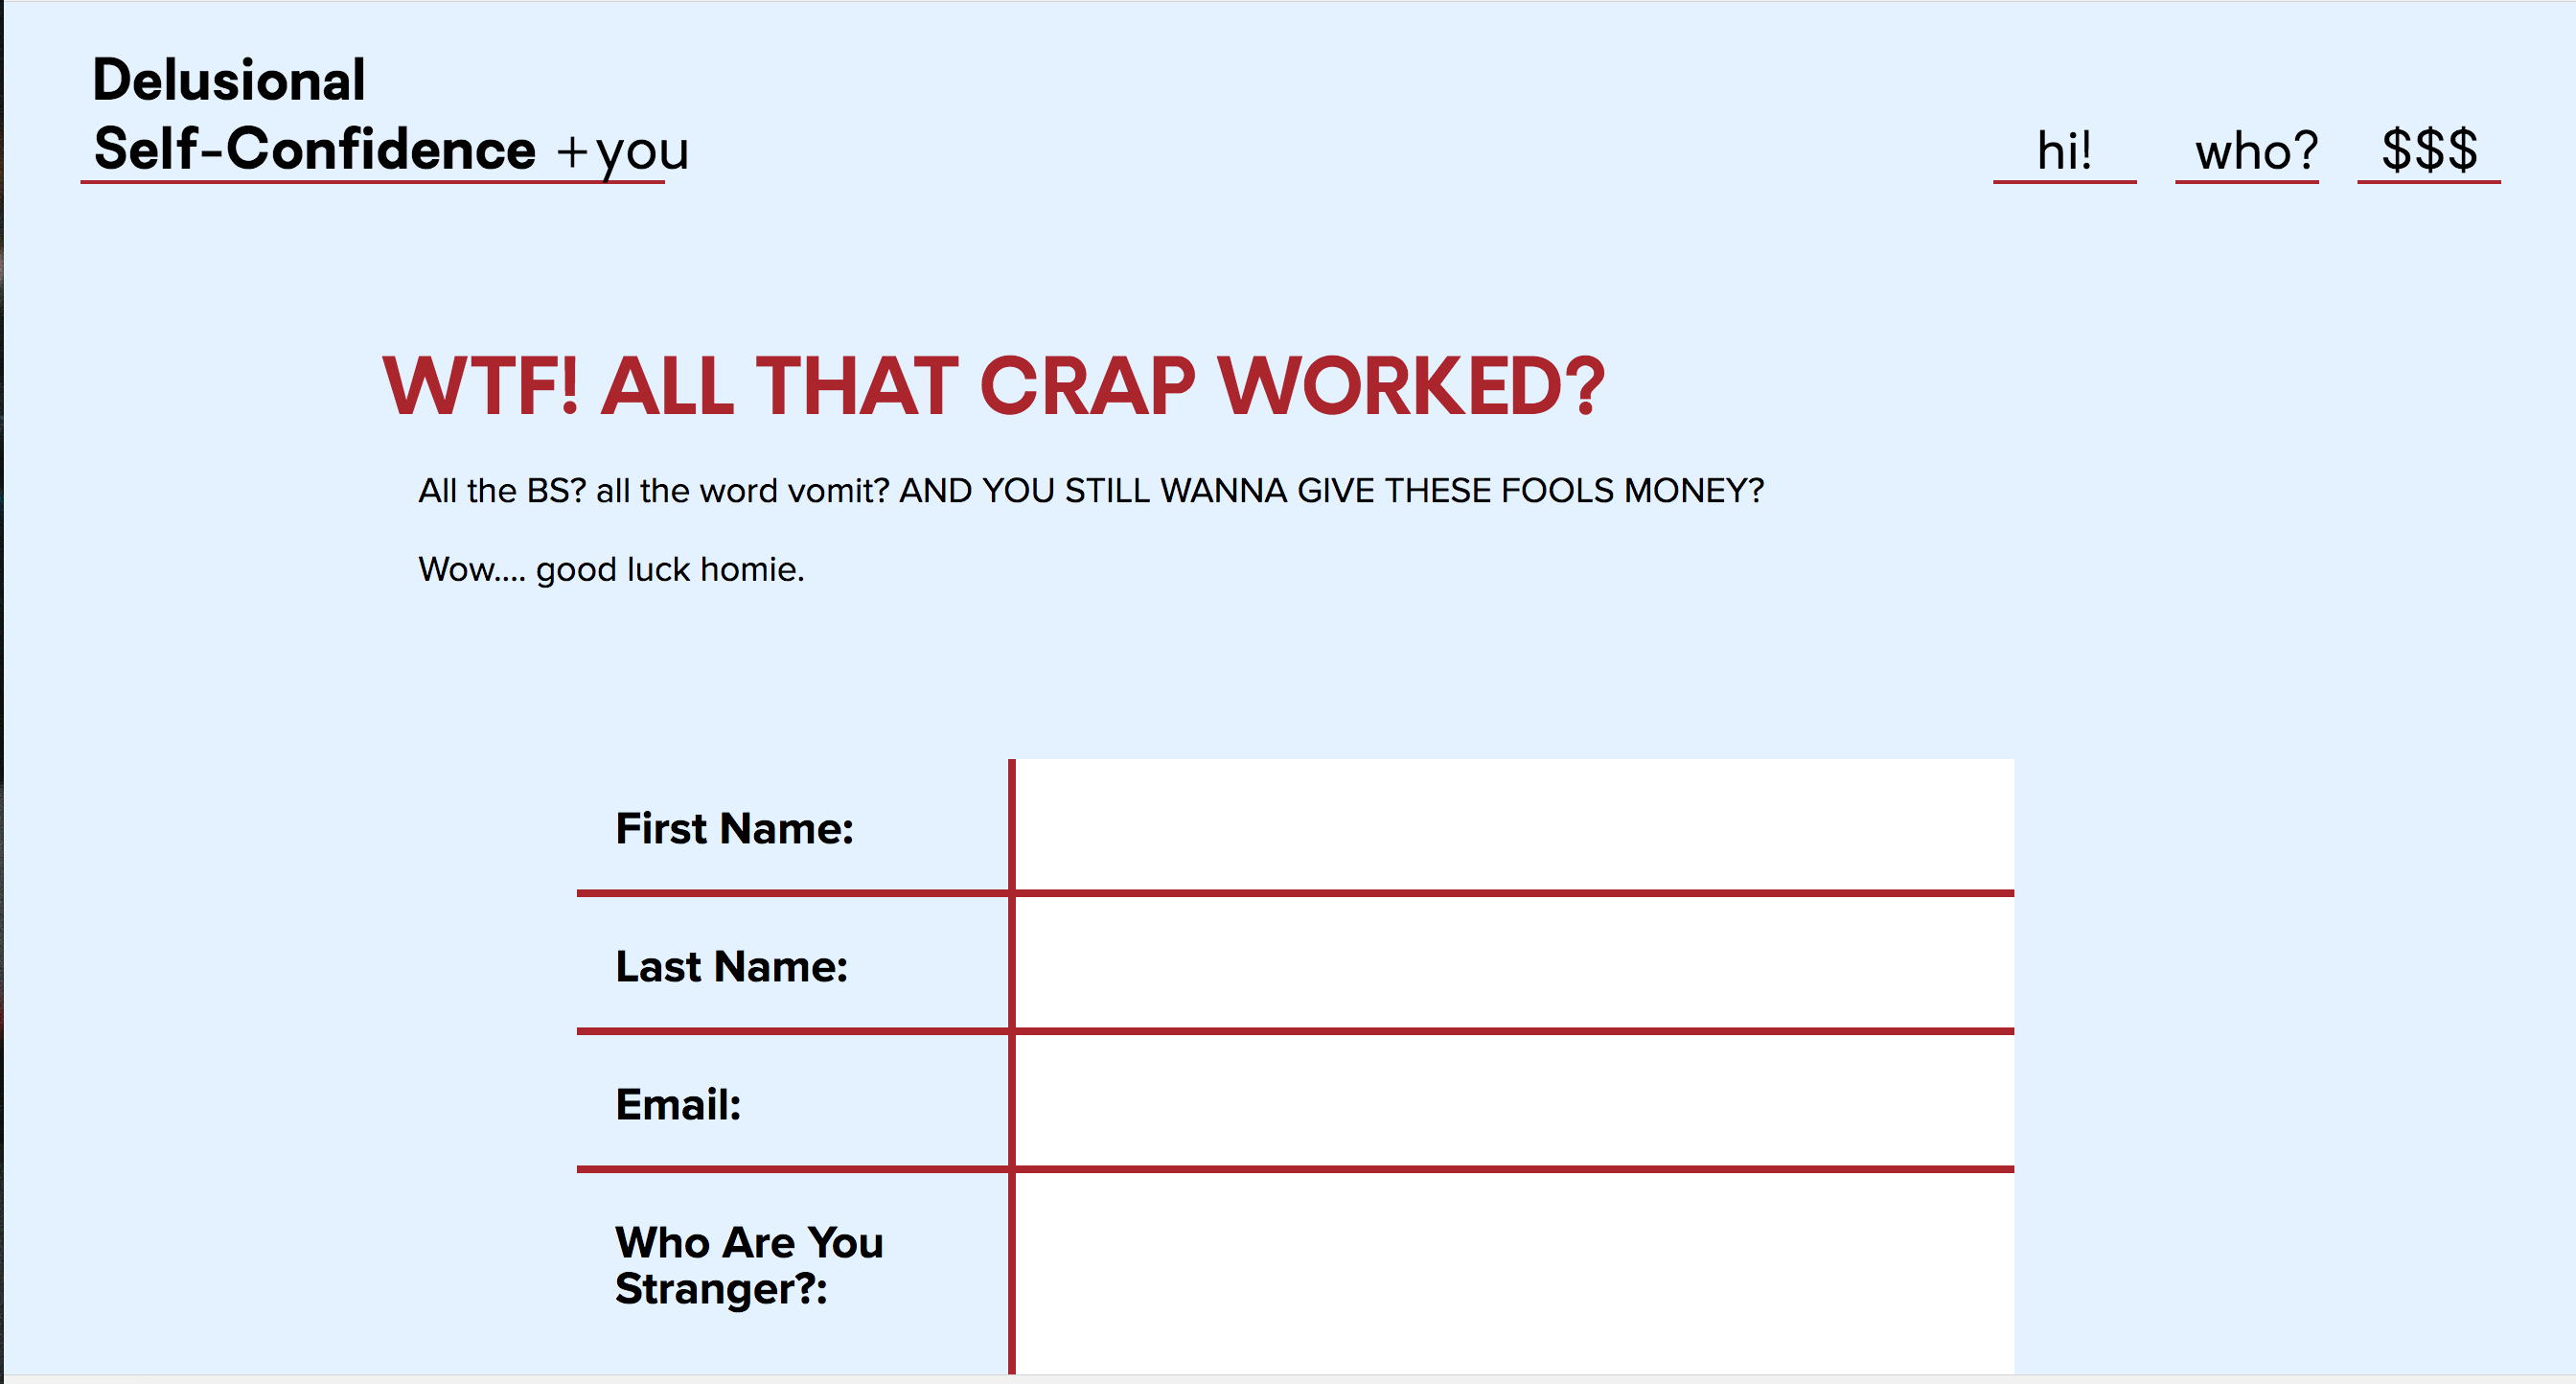 Delusional
Self-Confidence +you
hi! who? $$$
WTF! ALL THAT CRAP WORKED?
All the BS? all the word vomit? AND YOU STILL WANNA GIVE THESE FOOLS MONEY?
Wow.... good luck homie.
First Name:
Last Name:
Email:
Who Are You
Stranger?: